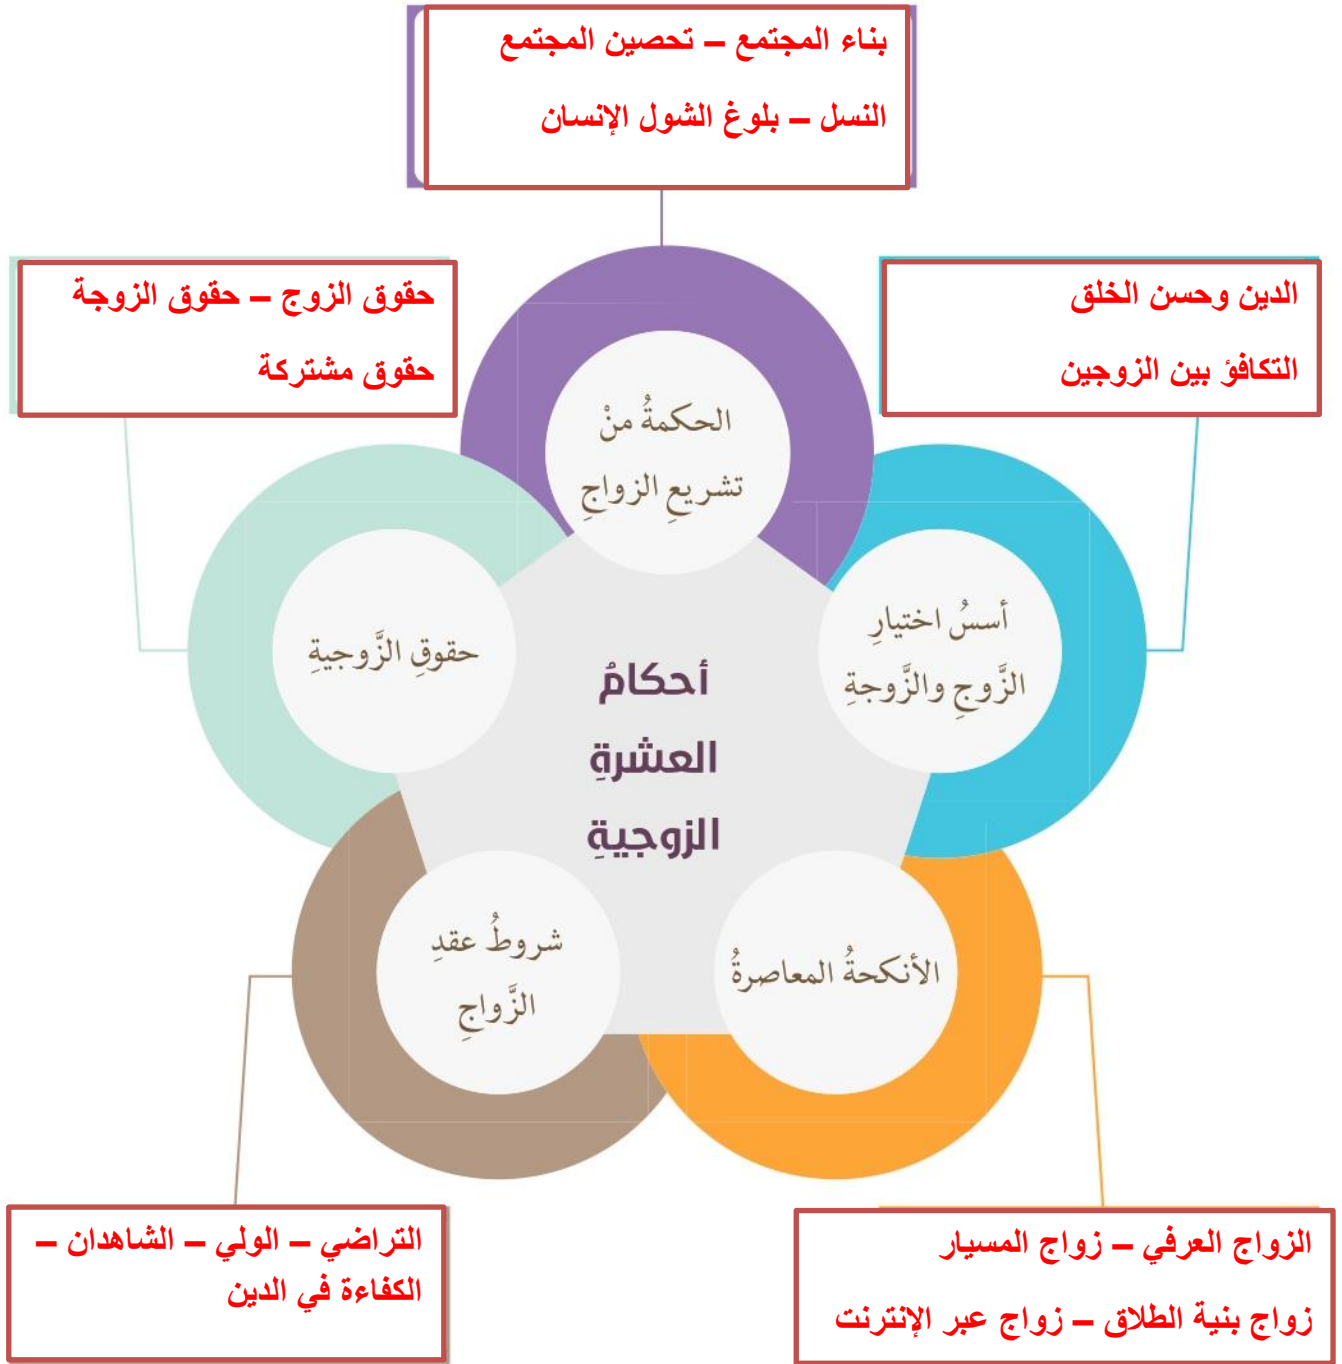 بناء المجتمع – تحصين المجتمع
النسل – بلوغ الشول الإنسان
الدين وحسن الخلق
التكافؤ بين الزوجين
حقوق الزوج – حقوق الزوجة
حقوق مشتركة
الحكمةُ منْ
تشريعِ الزواجِ
أسسُ اختيارِ
الزَّوجِ والزَّوجةِ
حقوقِ الزَّوجيةِ
أحكامُ
العشرةِ
الزوجيةِ
شروطُ عقدِ
الزَّواجِ
الأنكحةُ المعاصرةُ
الزواج العرفي – زواج المسيار
زواج بنية الطلاق – زواج عبر الإنترنت
التراضي – الولي – الشاهدان –
الكفاءة في الدين